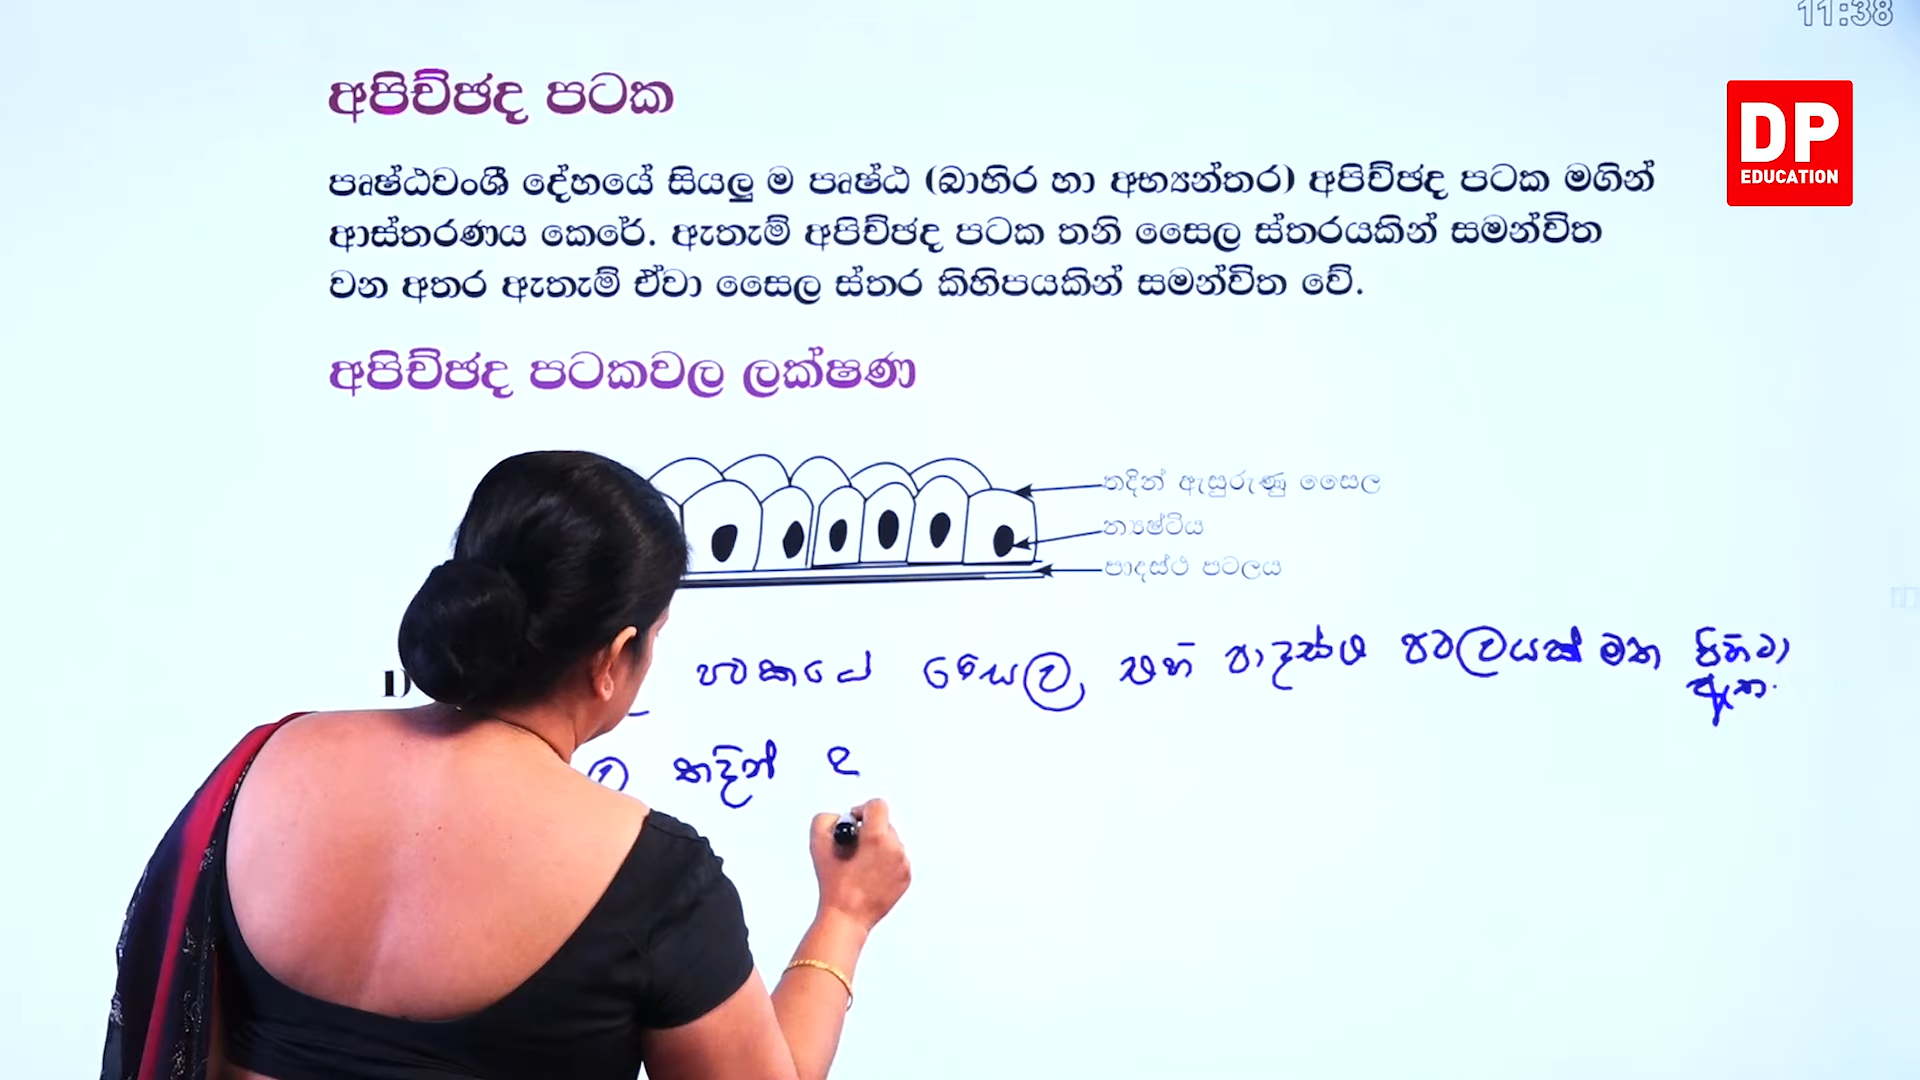 11:38
DP
EDUCATION
අපිච්ඡද පටක
පෘෂ්ඨවංශී දේහයේ සියලු ම පෘෂ්ඨ (බාහිර හා අභ්‍යන්තර) අපිච්ඡද පටක මගින්
ආස්තරණය කෙරේ. ඇතැම් අපිච්ඡද පටක තනි සෛල ස්තරයකින් සමන්විත
වන අතර ඇතැම් ඒවා සෛල ස්තර කිහිපයකින් සමන්විත වේ.
අපිච්ඡද පටකවල ලක්ෂණ
තදින් ඇසුරුණු සෛල
න්‍යෂ්ටිය
පාදස්ථ පටලය
1) පටකයේ සෛල, පාදස්ථ පටලයක් මත පිහිටා
ඇත.
තදින්